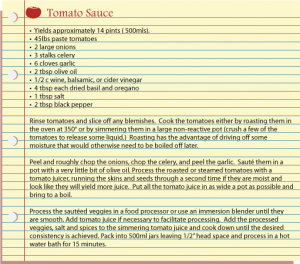 Tomato Sauce
• Yields approximately 14 pints ( 500mls).
• 45lbs paste tomatoes
• 2 large onions
• 3 stalks celery
• 6 cloves garlic
• 2 tbsp olive oil
• 1/2 c wine, balsamic, or cider vinegar
• 4 tbsp each dried basil and oregano
• 1 tbsp salt
• 2 tbsp black pepper
Rinse tomatoes and slice off any blemishes. Cook the tomatoes either by roasting them in
the oven at 350° or by simmering them in a large non-reactive pot (crush a few of the
tomatoes to release some liquid.) Roasting has the advantage of driving off some
moisture that would otherwise need to be boiled off later.
Peel and roughly chop the onions, chop the celery, and peel the garlic. Sauté them in a
pot with a very little bit of olive oil. Process the roasted or steamed tomatoes with a
tomato juicer, running the skins and seeds through a second time if they are moist and
look like they will yield more juice. Put all the tomato juice in as wide a pot as possible and
bring to a boil.
Process the sautéed veggies in a food processor or use an immersion blender until they
are smooth. Add tomato juice if necessary to facilitate processing. Add the processed
veggies, salt and spices to the simmering tomato juice and cook down until the desired
consistency is achieved. Pack into 500ml jars leaving 1/2" head space and process in a hot
water bath for 15 minutes.